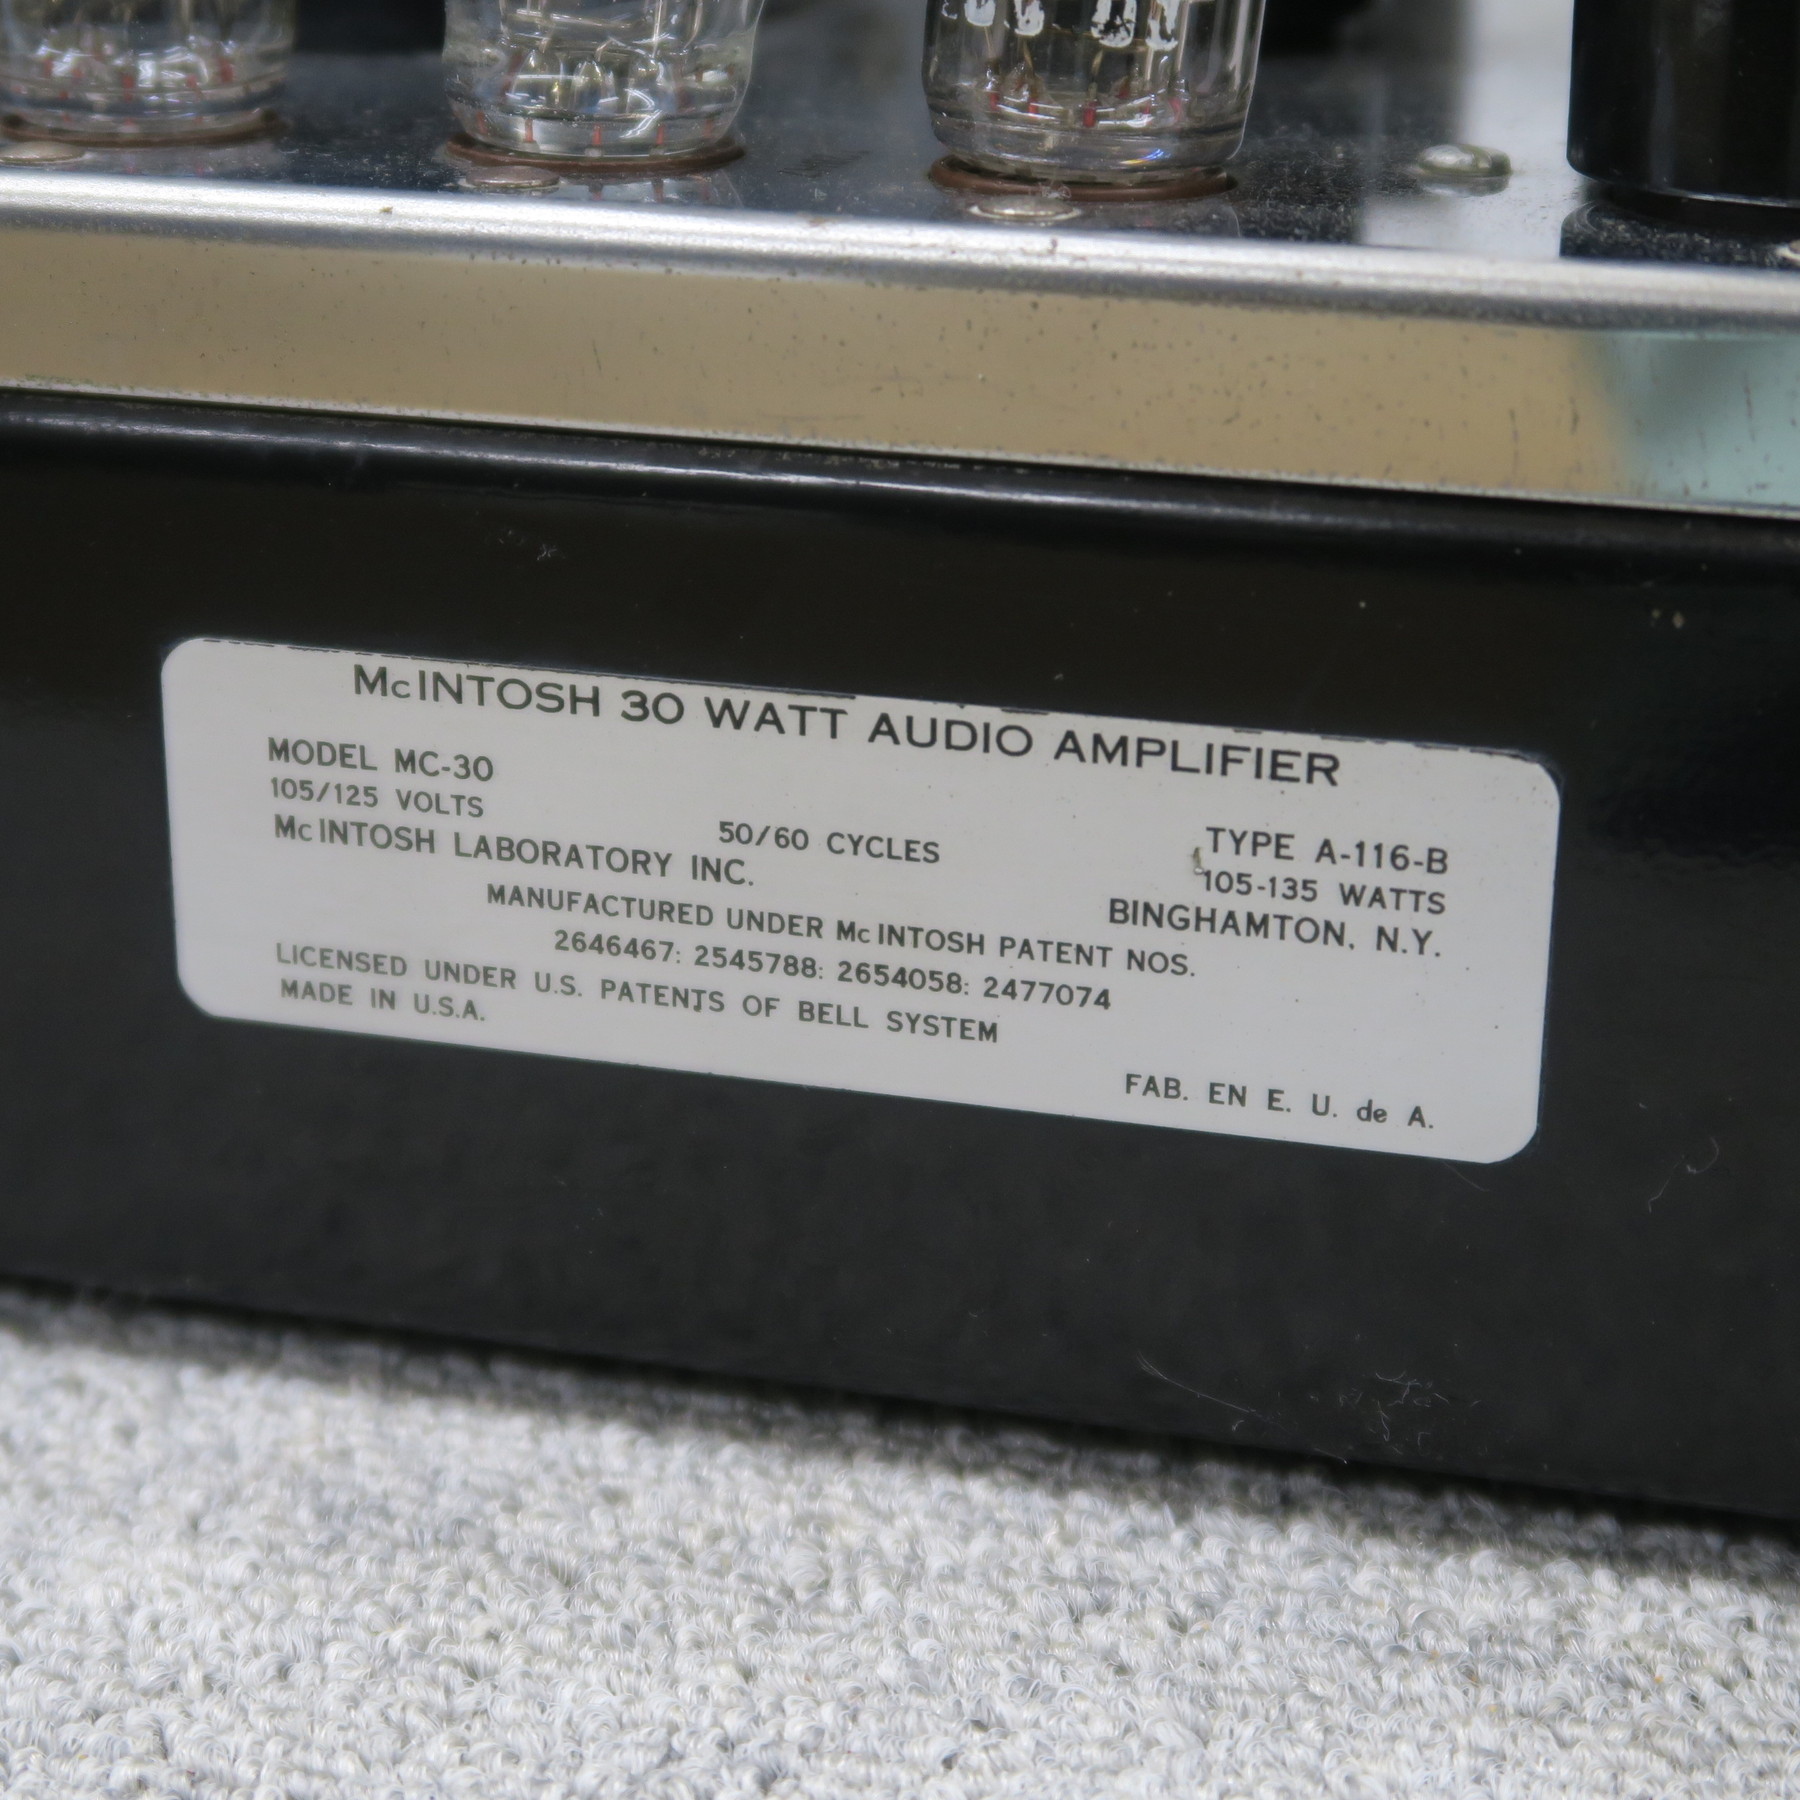 McINTOSH 30 WATT AUDIO AMPLIFIER
MODEL MC-30 TYPE A-116-B
105/125 VOLTS 50/60 CYCLES 105-135 WATTS
McINTOSH LABORATORY INC. BINGHAMTON, N.Y.
MANUFACTURED UNDER McINTOSH PATENT NOS.
2646467: 2545788: 2654058: 2477074
LICENSED UNDER U.S. PATENTS OF BELL SYSTEM
MADE IN U.S.A. FAB. EN E. U. de A.